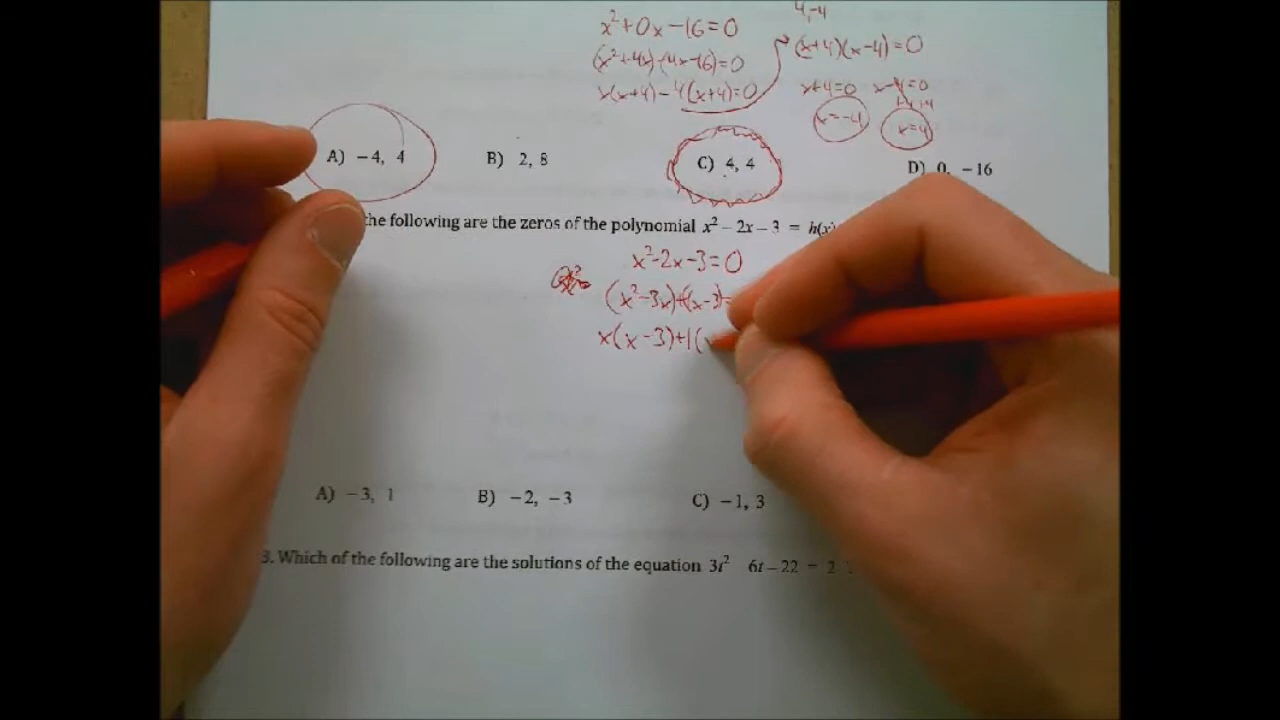 4, -4
x²+0x-16=0
(x+4)(x-4)=0
(x²+4x)-(4x-16)=0
x(x+4)-4(x+4)=0
x+4=0 x-4=0
+4 +4
x=-4 x=4
A) −4, 4 B) 2, 8 C) 4, 4 D) 0, −16
the following are the zeros of the polynomial x² − 2x − 3 = h(x)
x²-2x-3=0
(x²-3x)+(x-3)=
x(x-3)+1(
A) −3, 1 B) −2, −3 C) −1, 3
3. Which of the following are the solutions of the equation 3t² 6t − 22 = 2